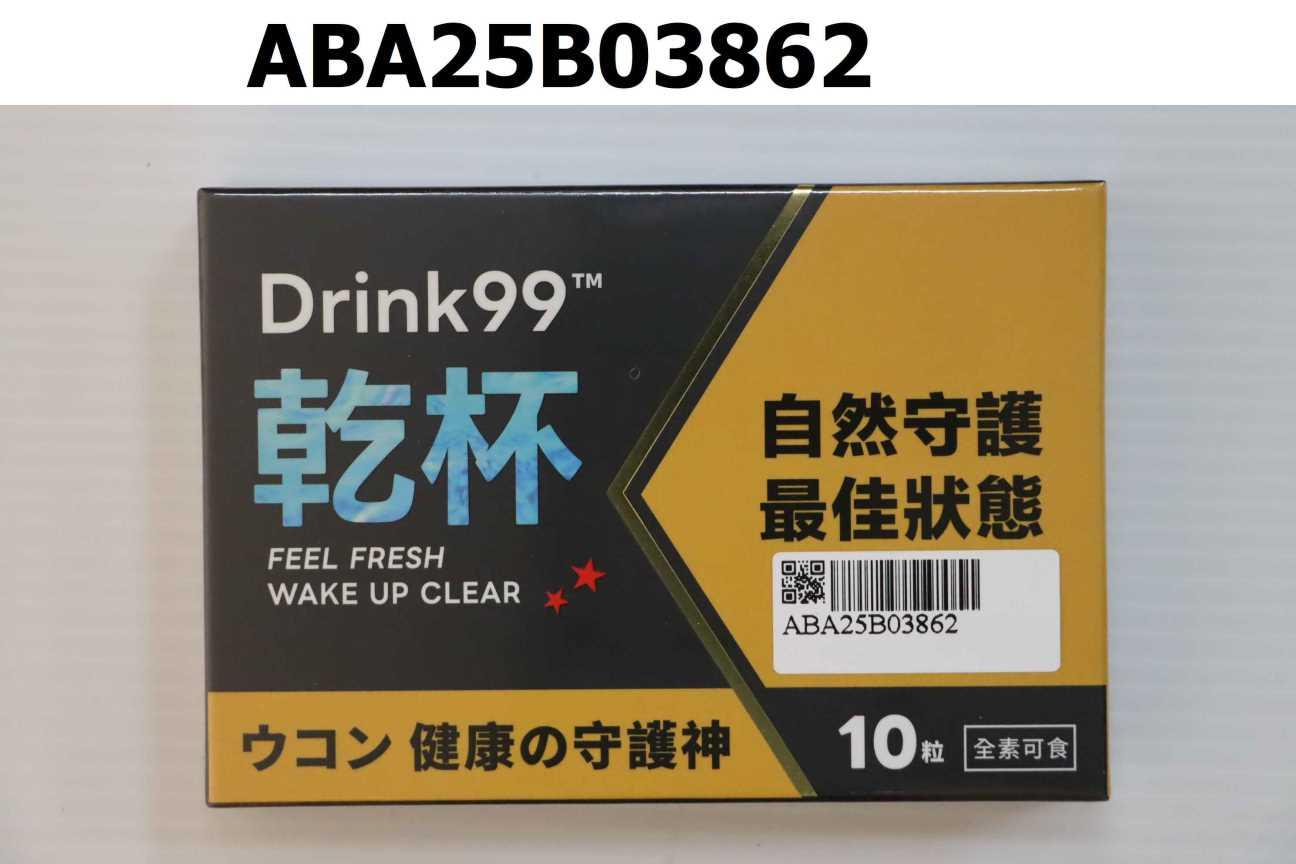 ABA25B03862
Drink99™
乾杯
FEEL FRESH
WAKE UP CLEAR
自然守護
最佳狀態
ABA25B03862
ウコン 健康の守護神
10粒
全素可食